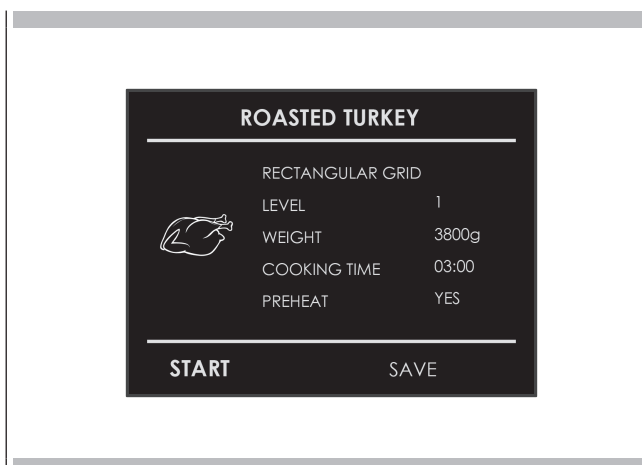 ROASTED TURKEY
RECTANGULAR GRID
LEVEL 1
WEIGHT 3800g
COOKING TIME 03:00
PREHEAT YES
START SAVE